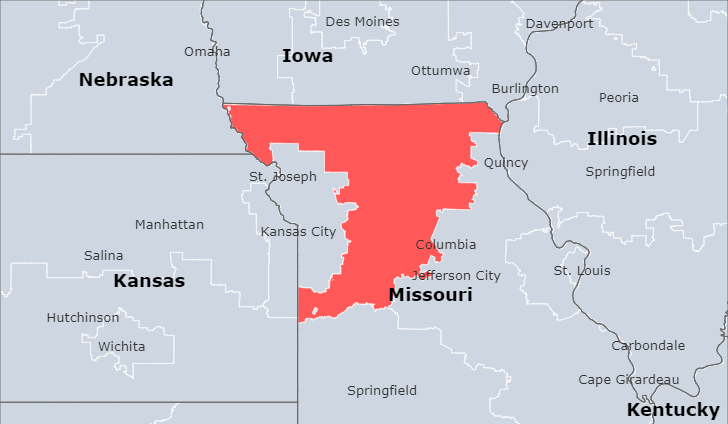 Des Moines
Davenport
Omaha
Iowa
Ottumwa
Nebraska
Burlington
Peoria
Illinois
Quincy
St. Joseph
Springfield
Manhattan
Kansas City
Columbia
Salina
St. Louis
Kansas
Jefferson City
Missouri
Hutchinson
Wichita
Carbondale
Cape Girardeau
Springfield
Kentucky